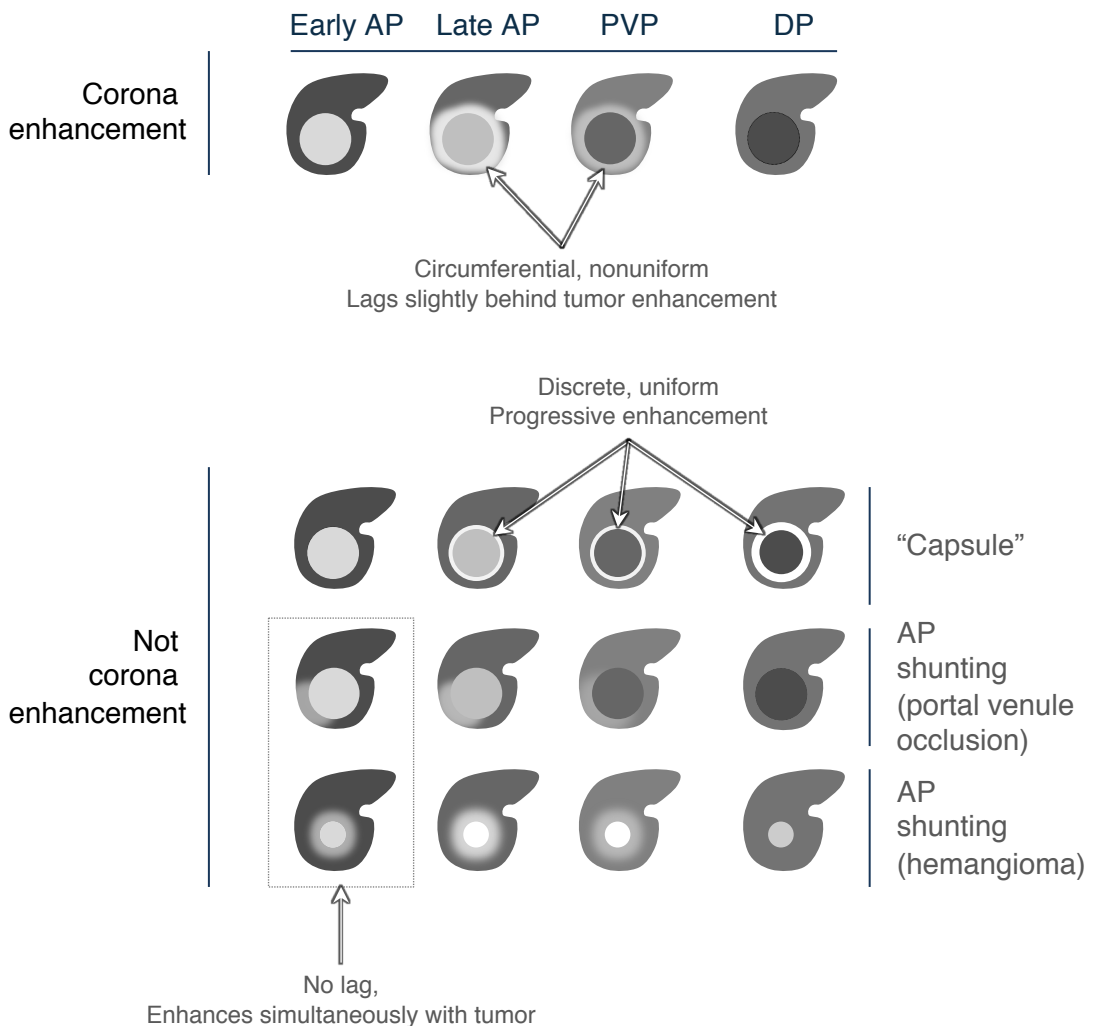 Early AP Late AP PVP DP
Corona
enhancement
Circumferential, nonuniform
Lags slightly behind tumor enhancement
Discrete, uniform
Progressive enhancement
“Capsule”
Not
corona
enhancement
AP
shunting
(portal venule
occlusion)
AP
shunting
(hemangioma)
No lag,
Enhances simultaneously with tumor